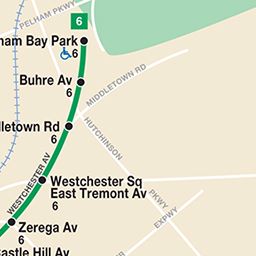 PELHAM PKWY
6
ham Bay Park
6
Buhre Av
6
MIDDLETOWN RD
dletown Rd
6
HUTCHINSON
PKWY
WESTCHESTER AV
Westchester Sq
East Tremont Av
6
EXPWY
Zerega Av
6
Castle Hill Av